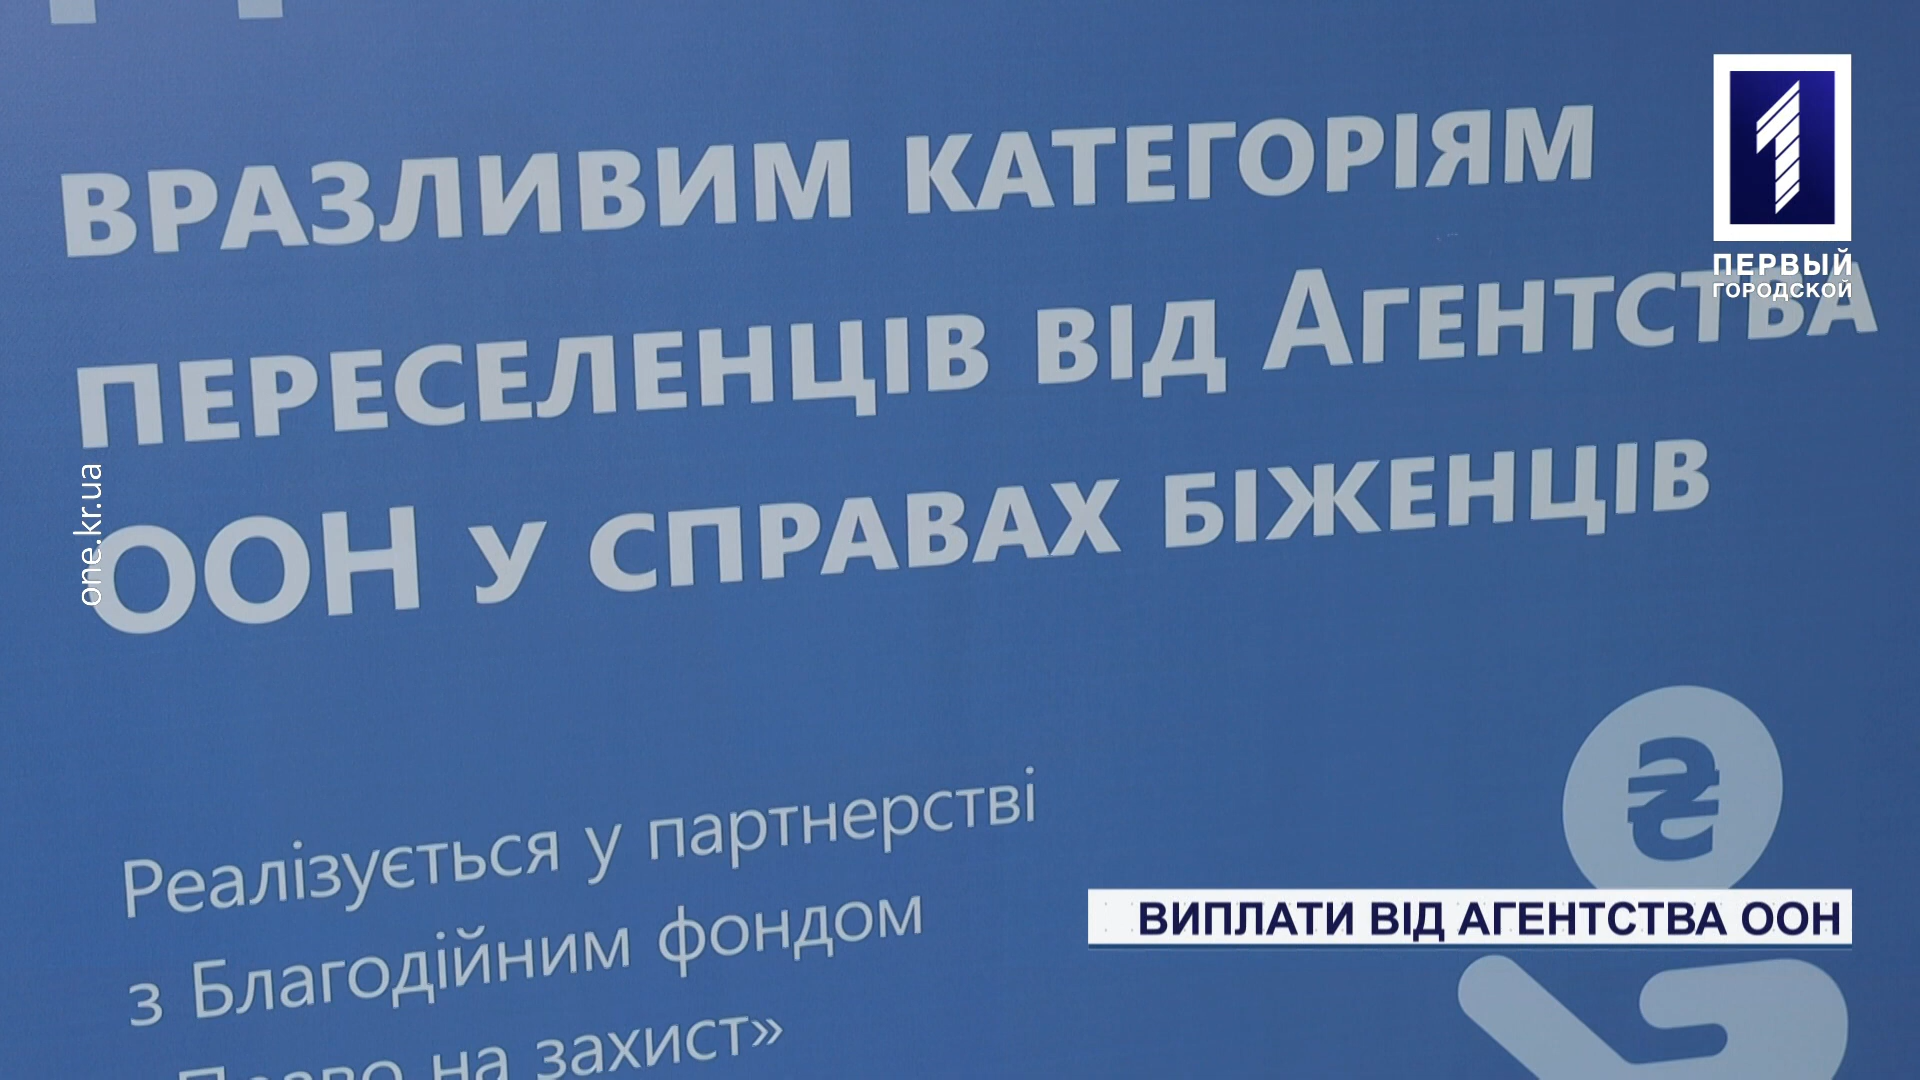 ВРАЗЛИВИМ КАТЕГОРІЯМ
ПЕРЕСЕЛЕНЦІВ ВІД АГЕНТСТВА
ООН У СПРАВАХ БІЖЕНЦІВ
Реалізується у партнерстві
з Благодійним фондом
Право на захист»
₴
ПЕРВЫЙ
ГОРОДСКОЙ
one.kr.ua
ВИПЛАТИ ВІД АГЕНТСТВА ООН